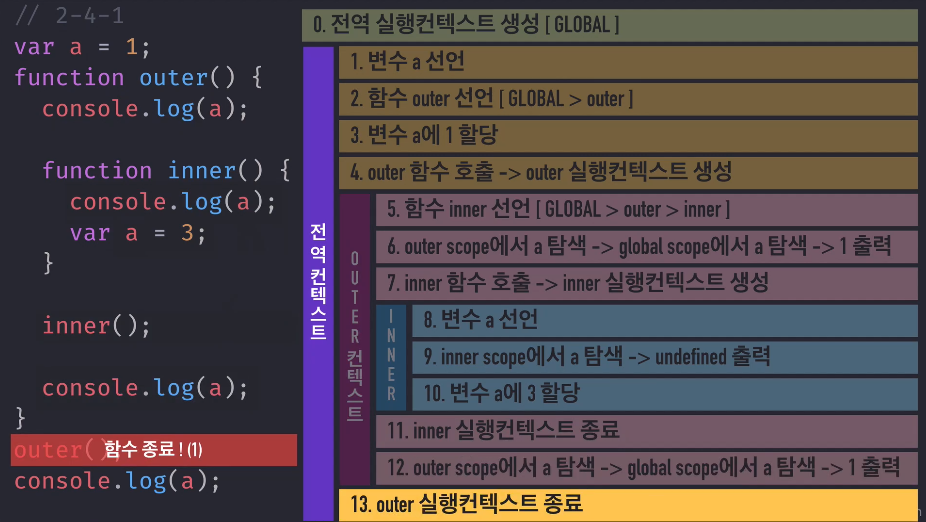 // 2-4-1
var a = 1;
function outer() {
console.log(a);
function inner() {
console.log(a);
var a = 3;
}
inner();
console.log(a);
}
outer( 함수 종료 ! (1)
console.log(a);
0. 전역 실행컨텍스트 생성 [ GLOBAL ]
전역 컨텍스트
1. 변수 a 선언
2. 함수 outer 선언 [ GLOBAL > outer ]
3. 변수 a에 1 할당
4. outer 함수 호출 -> outer 실행컨텍스트 생성
OUTER 컨텍스트
5. 함수 inner 선언 [ GLOBAL > outer > inner ]
6. outer scope에서 a 탐색 -> global scope에서 a 탐색 -> 1 출력
7. inner 함수 호출 -> inner 실행컨텍스트 생성
INNER
8. 변수 a 선언
9. inner scope에서 a 탐색 -> undefined 출력
10. 변수 a에 3 할당
11. inner 실행컨텍스트 종료
12. outer scope에서 a 탐색 -> global scope에서 a 탐색 -> 1 출력
13. outer 실행컨텍스트 종료